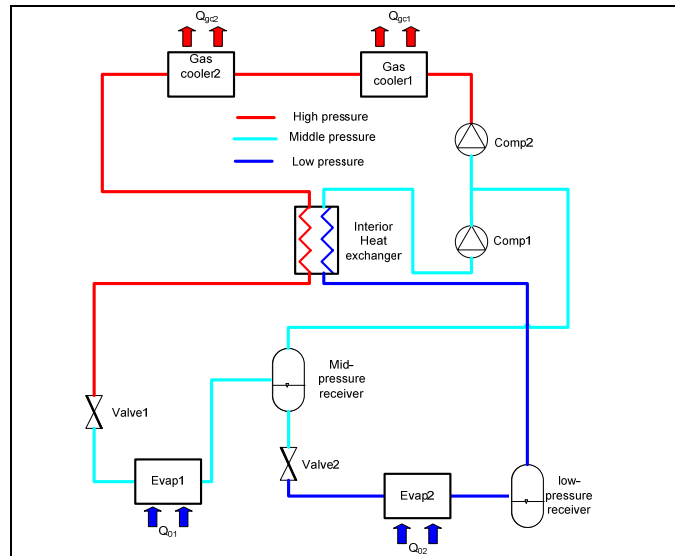 Qgc2
Qgc1
Gas
cooler2
Gas
cooler1
High pressure
Middle pressure
Low pressure
Comp2
Interior
Heat
exchanger
Comp1
Mid-
pressure
receiver
Valve1
Valve2
Evap1
Evap2
low-
pressure
receiver
Q01
Q02